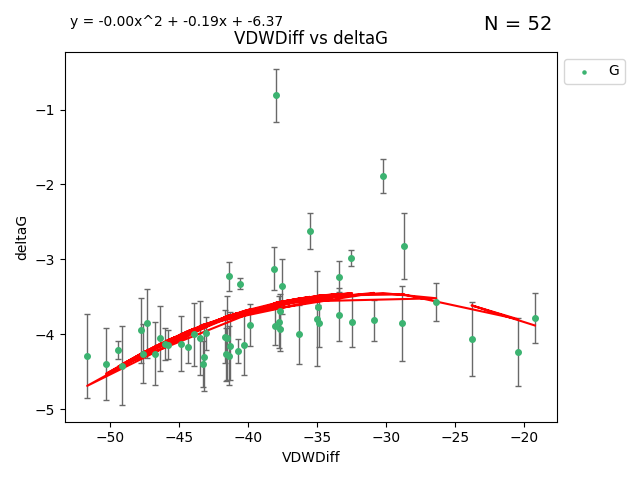 y = -0.00x^2 + -0.19x + -6.37
N = 52
VDWDiff vs deltaG
G
−1
−2
−3
−4
−5
deltaG
−50 −45 −40 −35 −30 −25 −20
VDWDiff